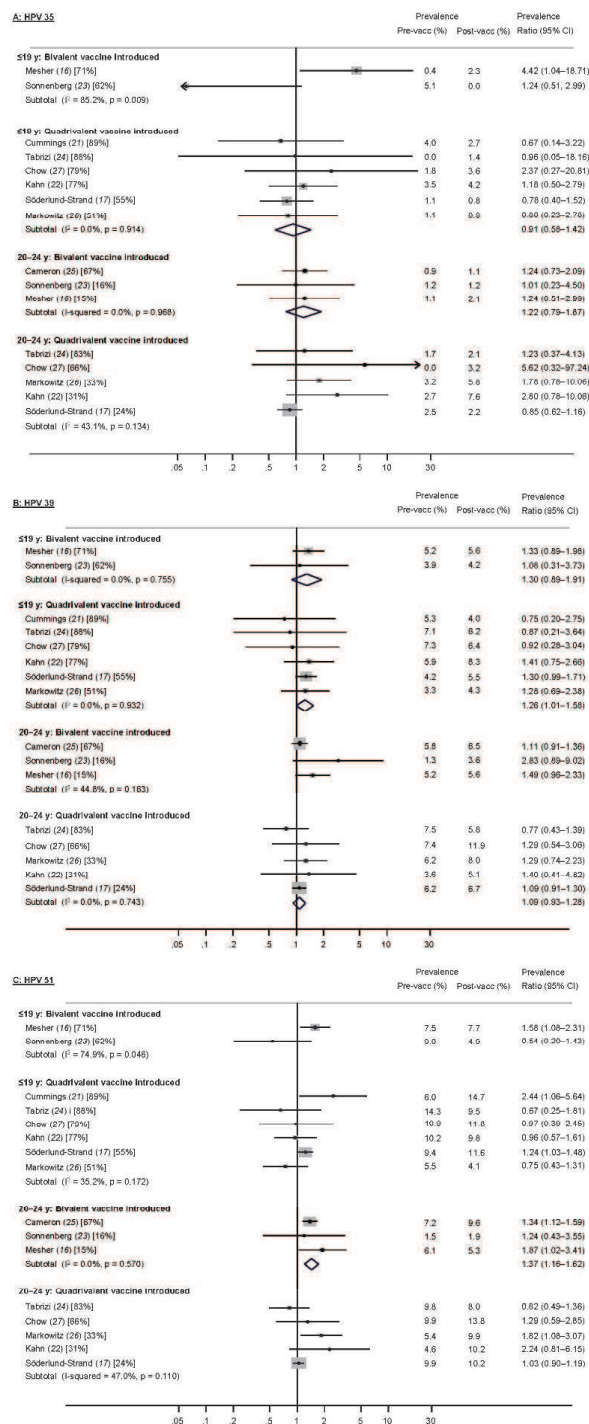 A: HPV 35
Prevalence Prevalence
Pre-vacc (%) Post-vacc (%) Ratio (95% CI)
≤19 y: Bivalent vaccine Introduced
Mesher (16) [71%] 0.4 2.3 4.42 (1.04–18.71)
Sonnenberg (23) [62%] 5.1 0.0 1.24 (0.51, 2.99)
Subtotal (I² = 85.2%, p = 0.009)
≤19 y: Quadrivalent vaccine introduced
Cummings (21) [89%] 4.0 2.7 0.67 (0.14–3.22)
Tabrizi (24) [88%] 0.0 1.4 0.96 (0.05–18.16)
Chow (27) [79%] 1.8 3.6 2.37 (0.27–20.81)
Kahn (22) [77%] 3.5 4.2 1.18 (0.50–2.79)
Söderlund-Strand (17) [55%] 1.1 0.8 0.78 (0.40–1.52)
Markowitz (26) [51%] 1.1 0.9 0.80 (0.23–2.78)
Subtotal (I² = 0.0%, p = 0.914) 0.91 (0.58–1.42)
20–24 y: Bivalent vaccine introduced
Cameron (25) [67%] 0.9 1.1 1.24 (0.73–2.09)
Sonnenberg (23) [16%] 1.2 1.2 1.01 (0.23–4.50)
Mesher (16) [15%] 1.1 2.1 1.24 (0.51–2.99)
Subtotal (I-squared = 0.0%, p = 0.968) 1.22 (0.79–1.87)
20–24 y: Quadrivalent vaccine introduced
Tabrizi (24) [83%] 1.7 2.1 1.23 (0.37–4.13)
Chow (27) [66%] 0.0 3.2 5.62 (0.32–97.24)
Markowitz (26) [33%] 3.2 5.8 1.78 (0.78–10.06)
Kahn (22) [31%] 2.7 7.6 2.80 (0.78–10.06)
Söderlund-Strand (17) [24%] 2.5 2.2 0.85 (0.62–1.16)
Subtotal (I² = 43.1%, p = 0.134)
.05 .1 .2 .5 1 2 5 10 30
B: HPV 39
Prevalence Prevalence
Pre-vacc (%) Post-vacc (%) Ratio (95% CI)
≤19 y: Bivalent vaccine introduced
Mesher (16) [71%] 5.2 5.6 1.33 (0.89–1.98)
Sonnenberg (23) [62%] 3.9 4.2 1.08 (0.31–3.73)
Subtotal (I-squared = 0.0%, p = 0.755) 1.30 (0.89–1.91)
≤19 y: Quadrivalent vaccine introduced
Cummings (21) [89%] 5.3 4.0 0.75 (0.20–2.75)
Tabrizi (24) [88%] 7.1 6.2 0.87 (0.21–3.64)
Chow (27) [79%] 7.3 6.4 0.92 (0.28–3.04)
Kahn (22) [77%] 5.9 8.3 1.41 (0.75–2.66)
Söderlund-Strand (17) [55%] 4.2 5.5 1.30 (0.99–1.71)
Markowitz (26) [51%] 3.3 4.3 1.28 (0.69–2.38)
Subtotal (I² = 0.0%, p = 0.932) 1.26 (1.01–1.58)
20–24 y: Bivalent vaccine introduced
Cameron (25) [67%] 5.8 6.5 1.11 (0.91–1.36)
Sonnenberg (23) [16%] 1.3 3.6 2.83 (0.89–9.02)
Mesher (16) [15%] 5.2 5.6 1.49 (0.96–2.33)
Subtotal (I² = 44.8%, p = 0.163)
20–24 y: Quadrivalent vaccine Introduced
Tabrizi (24) [83%] 7.5 5.8 0.77 (0.43–1.39)
Chow (27) [66%] 7.4 11.9 1.29 (0.54–3.06)
Markowitz (26) [33%] 6.2 8.0 1.29 (0.74–2.23)
Kahn (22) [31%] 3.6 5.1 1.40 (0.41–4.82)
Söderlund-Strand (17) [24%] 6.2 6.7 1.09 (0.91–1.30)
Subtotal (I² = 0.0%, p = 0.743) 1.09 (0.93–1.28)
.05 .1 .2 .5 1 2 5 10 30
C: HPV 51
Prevalence Prevalence
Pre-vacc (%) Post-vacc (%) Ratio (95% CI)
≤19 y: Bivalent vaccine Introduced
Mesher (16) [71%] 7.5 7.7 1.58 (1.08–2.31)
Sonnenberg (23) [62%] 9.0 4.9 0.54 (0.20–1.43)
Subtotal (I² = 74.9%, p = 0.046)
≤19 y: Quadrivalent vaccine Introduced
Cummings (21) [89%] 6.0 14.7 2.44 (1.06–5.64)
Tabriz (24) i [88%] 14.3 9.5 0.67 (0.25–1.81)
Chow (27) [79%] 10.9 11.8 0.97 (0.39–2.46)
Kahn (22) [77%] 10.2 9.8 0.96 (0.57–1.61)
Söderlund-Strand (17) [55%] 9.4 11.6 1.24 (1.03–1.48)
Markowitz (26) [51%] 5.5 4.1 0.75 (0.43–1.31)
Subtotal (I² = 35.2%, p = 0.172)
20–24 y: Bivalent vaccine Introduced
Cameron (25) [67%] 7.2 9.6 1.34 (1.12–1.59)
Sonnenberg (23) [16%] 1.5 1.9 1.24 (0.43–3.55)
Mesher (16) [15%] 6.1 5.3 1.87 (1.02–3.41)
Subtotal (I² = 0.0%, p = 0.570) 1.37 (1.16–1.62)
20–24 y: Quadrivalent vaccine Introduced
Tabrizi (24) [83%] 9.8 8.0 0.82 (0.49–1.36)
Chow (27) [66%] 9.9 13.8 1.29 (0.59–2.85)
Markowitz (26) [33%] 5.4 9.9 1.82 (1.08–3.07)
Kahn (22) [31%] 4.6 10.2 2.24 (0.81–6.15)
Söderlund-Strand (17) [24%] 9.9 10.2 1.03 (0.90–1.19)
Subtotal (I-squared = 47.0%, p = 0.110)
.05 .1 .2 .5 1 2 5 10 30